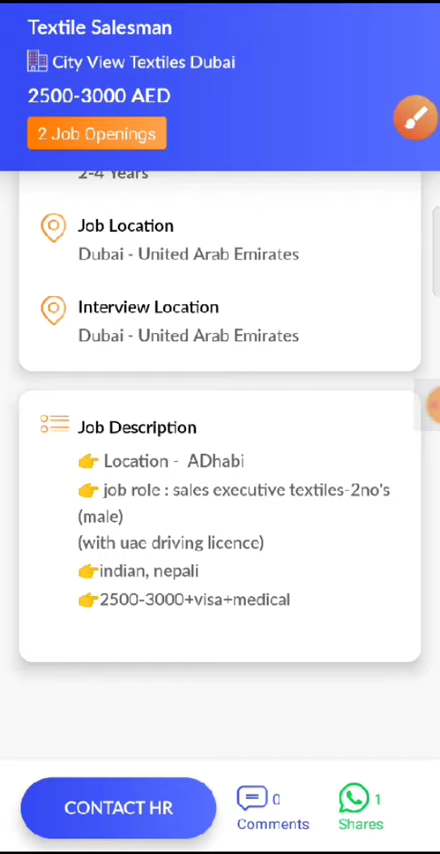 Textile Salesman
City View Textiles Dubai
2500-3000 AED
2 Job Openings
2-4 Years
Job Location
Dubai - United Arab Emirates
Interview Location
Dubai - United Arab Emirates
Job Description
👉 Location - ADhabi
👉 job role : sales executive textiles-2no's
(male)
(with uae driving licence)
👉indian, nepali
👉2500-3000+visa+medical
CONTACT HR
0
Comments
1
Shares